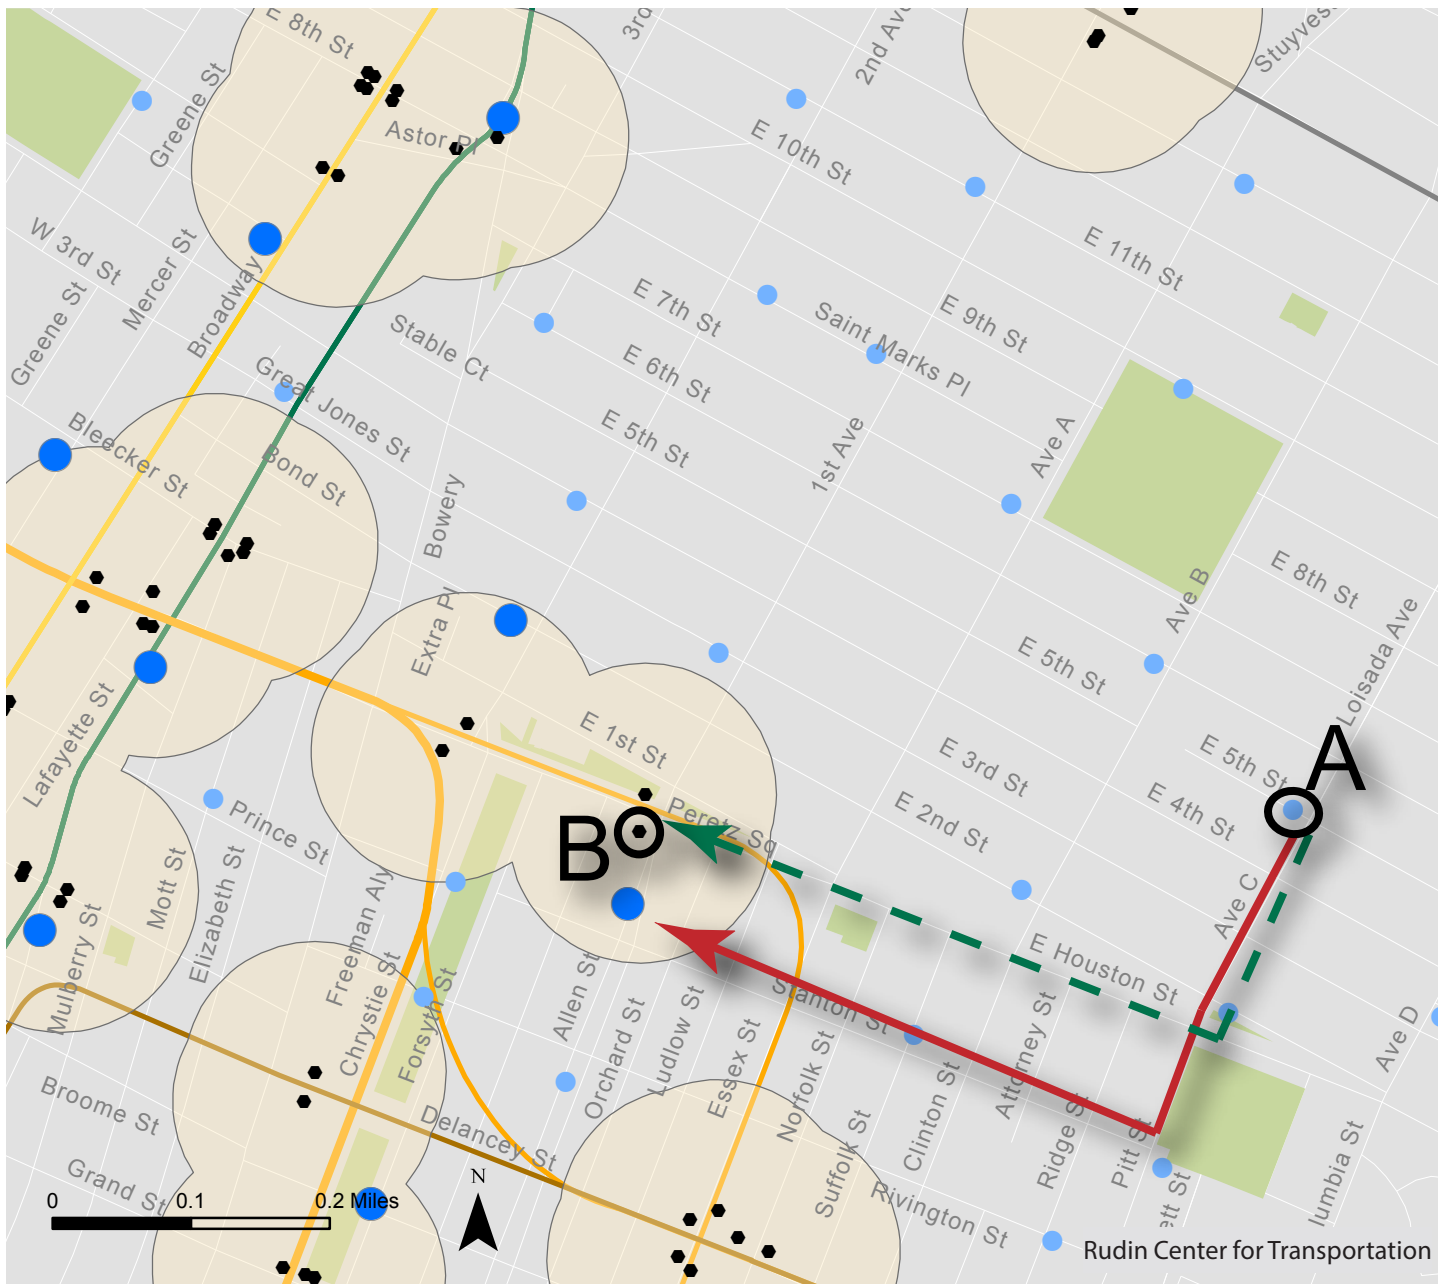 E 8th St
3rd
2nd Ave
Stuyves
Greene St
Astor Pl
E 10th St
W 3rd St
Mercer St
E 11th St
Greene St
Broadway
Stable Ct
E 7th St
Saint Marks Pl
E 9th St
E 6th St
Great Jones St
E 5th St
Bleecker St
Bond St
1st Ave
Ave A
Bowery
E 8th St
Ave B
Extra Pl
E 5th St
Loisada Ave
Lafayette St
E 1st St
E 3rd St
E 5th St
A
E 4th St
E 2nd St
Peretz Sq
B
Prince St
Mott St
Elizabeth St
Freeman Aly
Ave C
Mulberry St
Chrystie St
Forsyth St
Allen St
Orchard St
Ludlow St
Essex St
Stanton St
Norfolk St
E Houston St
Attorney St
Ave D
Broome St
Delancey St
Suffolk St
Clinton St
Ridge St
Pitt St
ett St
lumbia St
Grand St
Rivington St
N
0 0.1 0.2 Miles
Rudin Center for Transportation